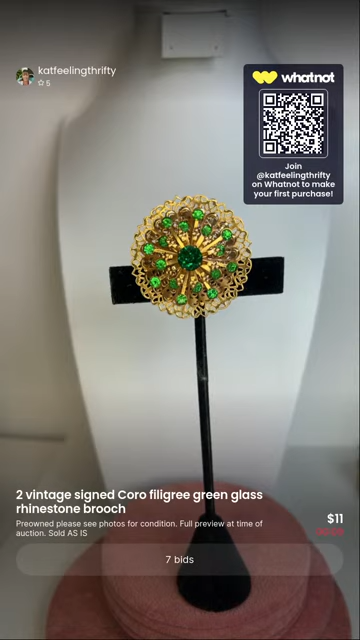 katfeelingthrifty
☆ 5
whatnot
Join
@katfeelingthrifty
on Whatnot to make
your first purchase!
2 vintage signed Coro filigree green glass
rhinestone brooch
Preowned please see photos for condition. Full preview at time of
auction. Sold AS IS
$11
7 bids